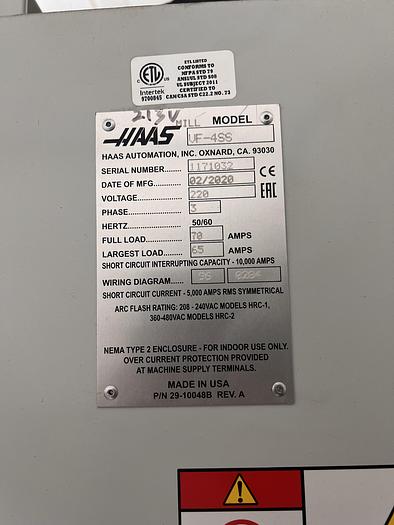 ETL LISTED
CONFORMS TO
NFPA STD 79
ANSI/UL STD 508
UL SUBJECT 2011
CERTIFIED TO
CAN/CSA STD C22.2 NO. 73
ETL
C US
Intertek
9700845
213V
MILL MODEL VF-4SS
HAAS
HAAS AUTOMATION, INC. OXNARD, CA. 93030
SERIAL NUMBER 1171032
DATE OF MFG 02/2020
CE
VOLTAGE 220
EAC
PHASE 3
HERTZ 50/60
FULL LOAD 70 AMPS
LARGEST LOAD 65 AMPS
SHORT CIRCUIT INTERRUPTING CAPACITY - 10,000 AMPS
WIRING DIAGRAM
SHORT CIRCUIT CURRENT - 5,000 AMPS RMS SYMMETRICAL
ARC FLASH RATING: 208 - 240VAC MODELS HRC-1,
360-480VAC MODELS HRC-2
NEMA TYPE 2 ENCLOSURE - FOR INDOOR USE ONLY.
OVER CURRENT PROTECTION PROVIDED
AT MACHINE SUPPLY TERMINALS.
MADE IN USA
P/N 29-10048B REV. A